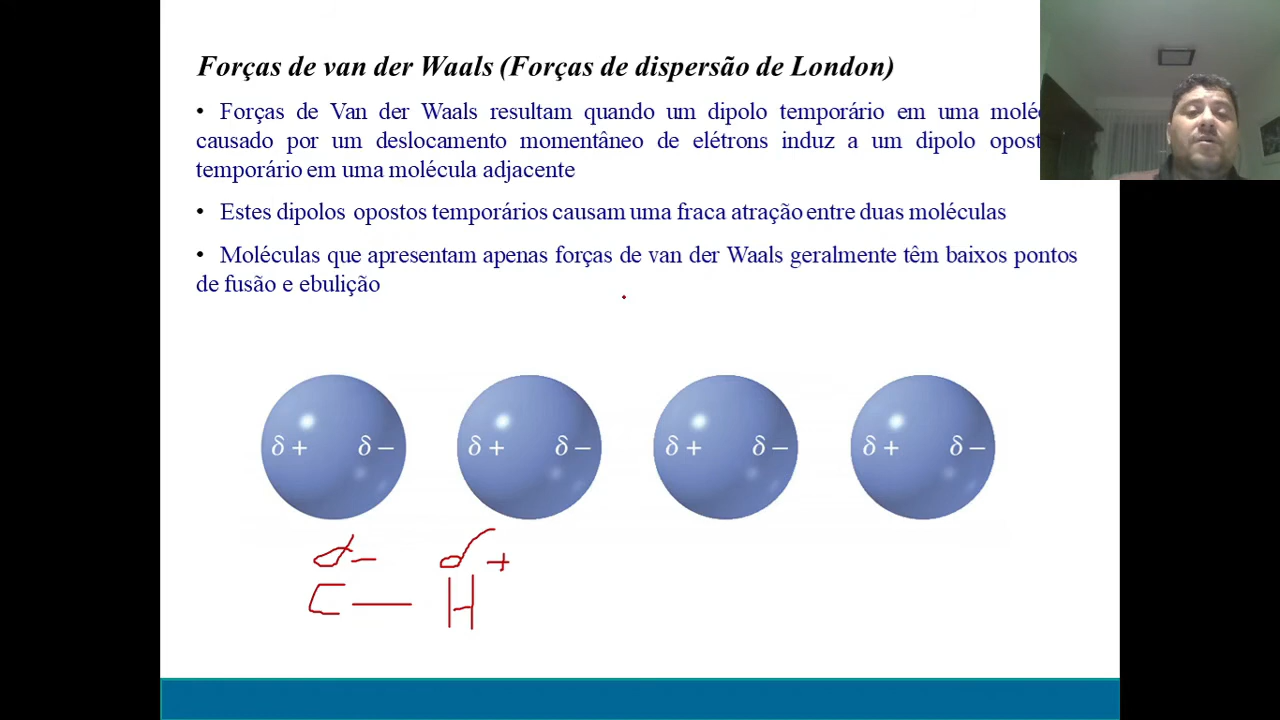 Forças de van der Waals (Forças de dispersão de London)
• Forças de Van der Waals resultam quando um dipolo temporário em uma
causado por um deslocamento momentâneo de elétrons induz a um dipolo
temporário em uma molécula adjacente
• Estes dipolos opostos temporários causam uma fraca atração entre duas moléculas
• Moléculas que apresentam apenas forças de van der Waals geralmente têm baixos pontos
de fusão e ebulição
δ + δ − δ + δ − δ + δ − δ + δ −
δ− δ+
C — H